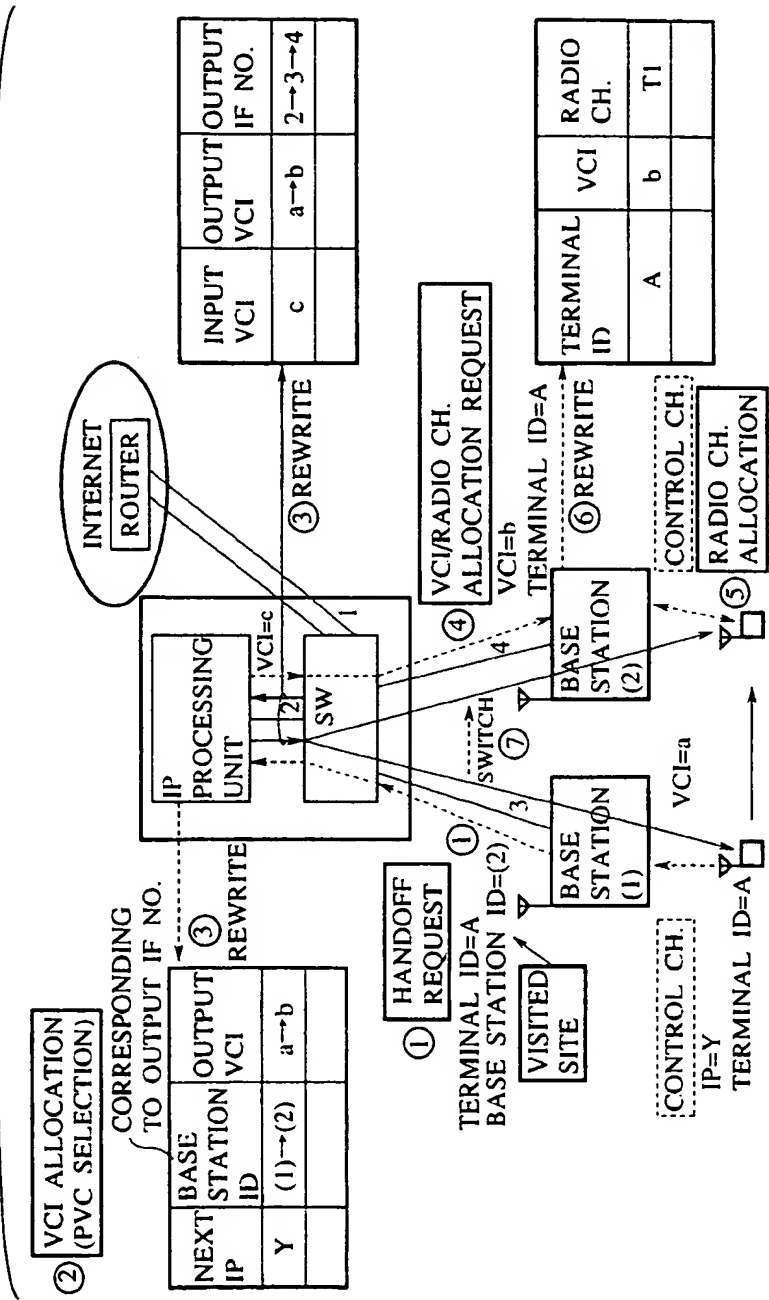 ② VCI ALLOCATION
(PVC SELECTION)
CORRESPONDING
TO OUTPUT IF NO.
NEXT IP | BASE STATION ID | OUTPUT VCI
Y | (1)→(2) | a→b
③ REWRITE
IP
PROCESSING
UNIT
VCI=c
2
SW
1
INTERNET
ROUTER
③ REWRITE
INPUT VCI | OUTPUT VCI | OUTPUT IF NO.
c | a→b | 2→3→4
① HANDOFF
REQUEST
TERMINAL ID=A
BASE STATION ID=(2)
VISITED
SITE
①
3
SWITCH
⑦
4
④ VCI/RADIO CH.
ALLOCATION REQUEST
VCI=b
TERMINAL ID=A
⑥ REWRITE
TERMINAL ID | VCI | RADIO CH.
A | b | T1
BASE
STATION
(1)
BASE
STATION
(2)
CONTROL CH.
IP=Y
TERMINAL ID=A
VCI=a
CONTROL CH.
⑤ RADIO CH.
ALLOCATION